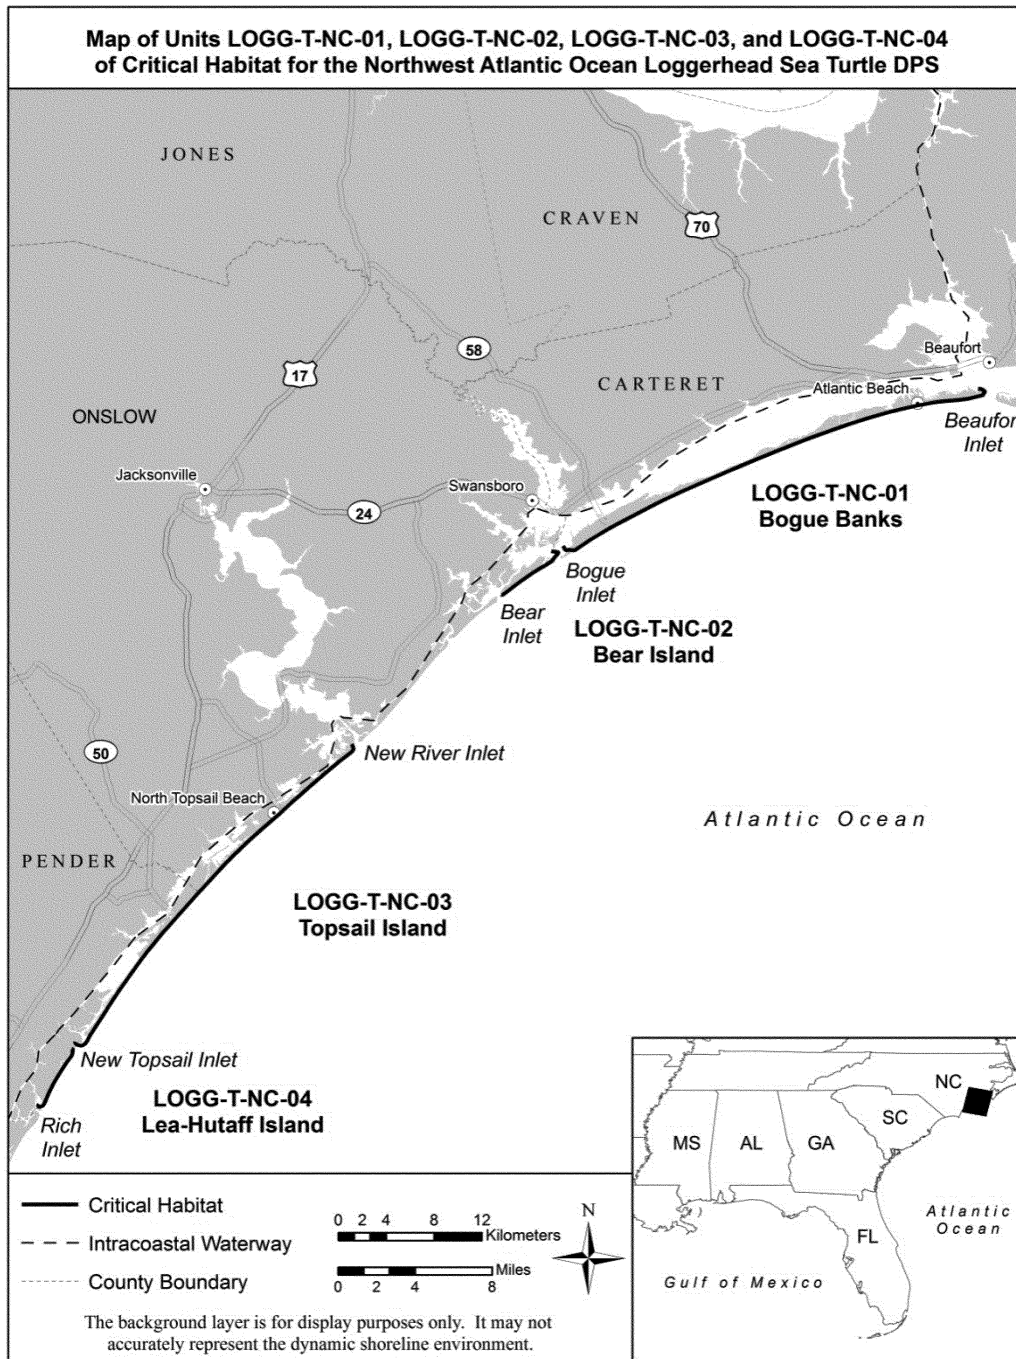 Map of Units LOGG-T-NC-01, LOGG-T-NC-02, LOGG-T-NC-03, and LOGG-T-NC-04
of Critical Habitat for the Northwest Atlantic Ocean Loggerhead Sea Turtle DPS
JONES
CRAVEN
70
58
Beaufort
17
CARTERET
Atlantic Beach
ONSLOW
Beaufort
Inlet
Jacksonville
Swansboro
LOGG-T-NC-01
Bogue Banks
24
Bogue
Inlet
Bear
Inlet
LOGG-T-NC-02
Bear Island
50
New River Inlet
North Topsail Beach
Atlantic Ocean
PENDER
LOGG-T-NC-03
Topsail Island
New Topsail Inlet
LOGG-T-NC-04
Lea-Hutaff Island
Rich
Inlet
NC
SC
MS
AL
GA
FL
Atlantic
Ocean
Gulf of Mexico
Critical Habitat
Intracoastal Waterway
County Boundary
0 2 4 8 12
Kilometers
Miles
0 2 4 8
N
The background layer is for display purposes only. It may not
accurately represent the dynamic shoreline environment.